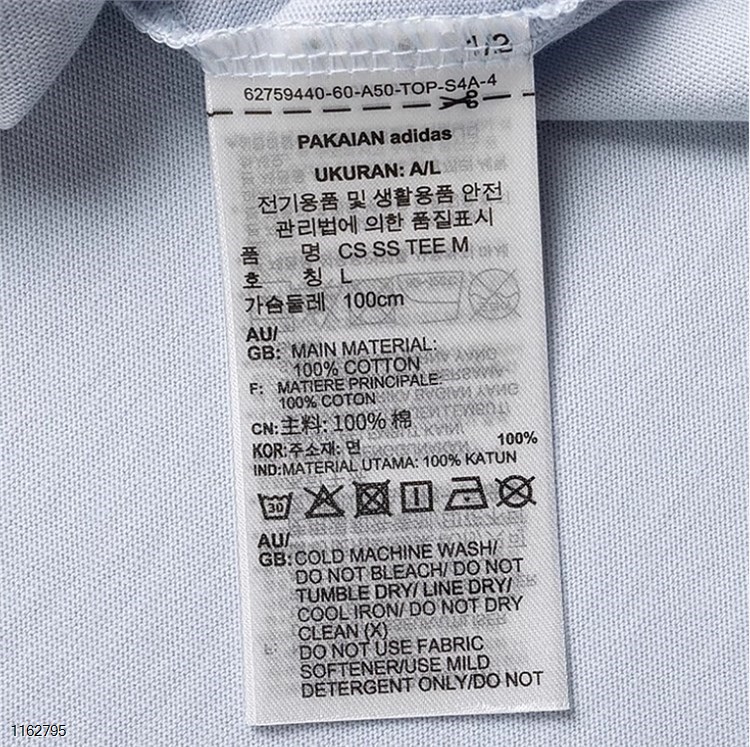 1/2
62759440-60-A50-TOP-S4A-4
PAKAIAN adidas
UKURAN: A/L
전기용품 및 생활용품 안전
관리법에 의한 품질표시
품 명 CS SS TEE M
호 칭 L
가슴둘레 100cm
AU/
GB: MAIN MATERIAL:
100% COTTON
F: MATIERE PRINCIPALE:
100% COTON
CN: 主料: 100% 棉
KOR: 주소재: 면 100%
IND: MATERIAL UTAMA: 100% KATUN
30
AU/
GB: COLD MACHINE WASH/
DO NOT BLEACH/ DO NOT
TUMBLE DRY/ LINE DRY/
COOL IRON/ DO NOT DRY
CLEAN (X)
DO NOT USE FABRIC
SOFTENER/USE MILD
DETERGENT ONLY/DO NOT
1162795